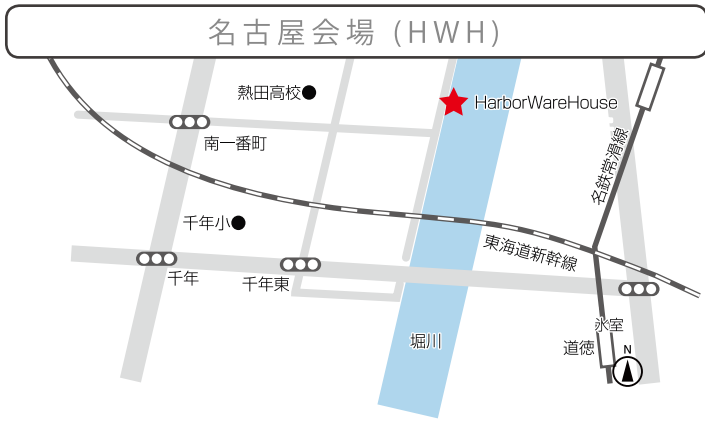 名古屋会場 (HWH)
熱田高校
HarborWareHouse
南一番町
名鉄常滑線
千年小
東海道新幹線
千年
千年東
氷室
堀川
道徳
N